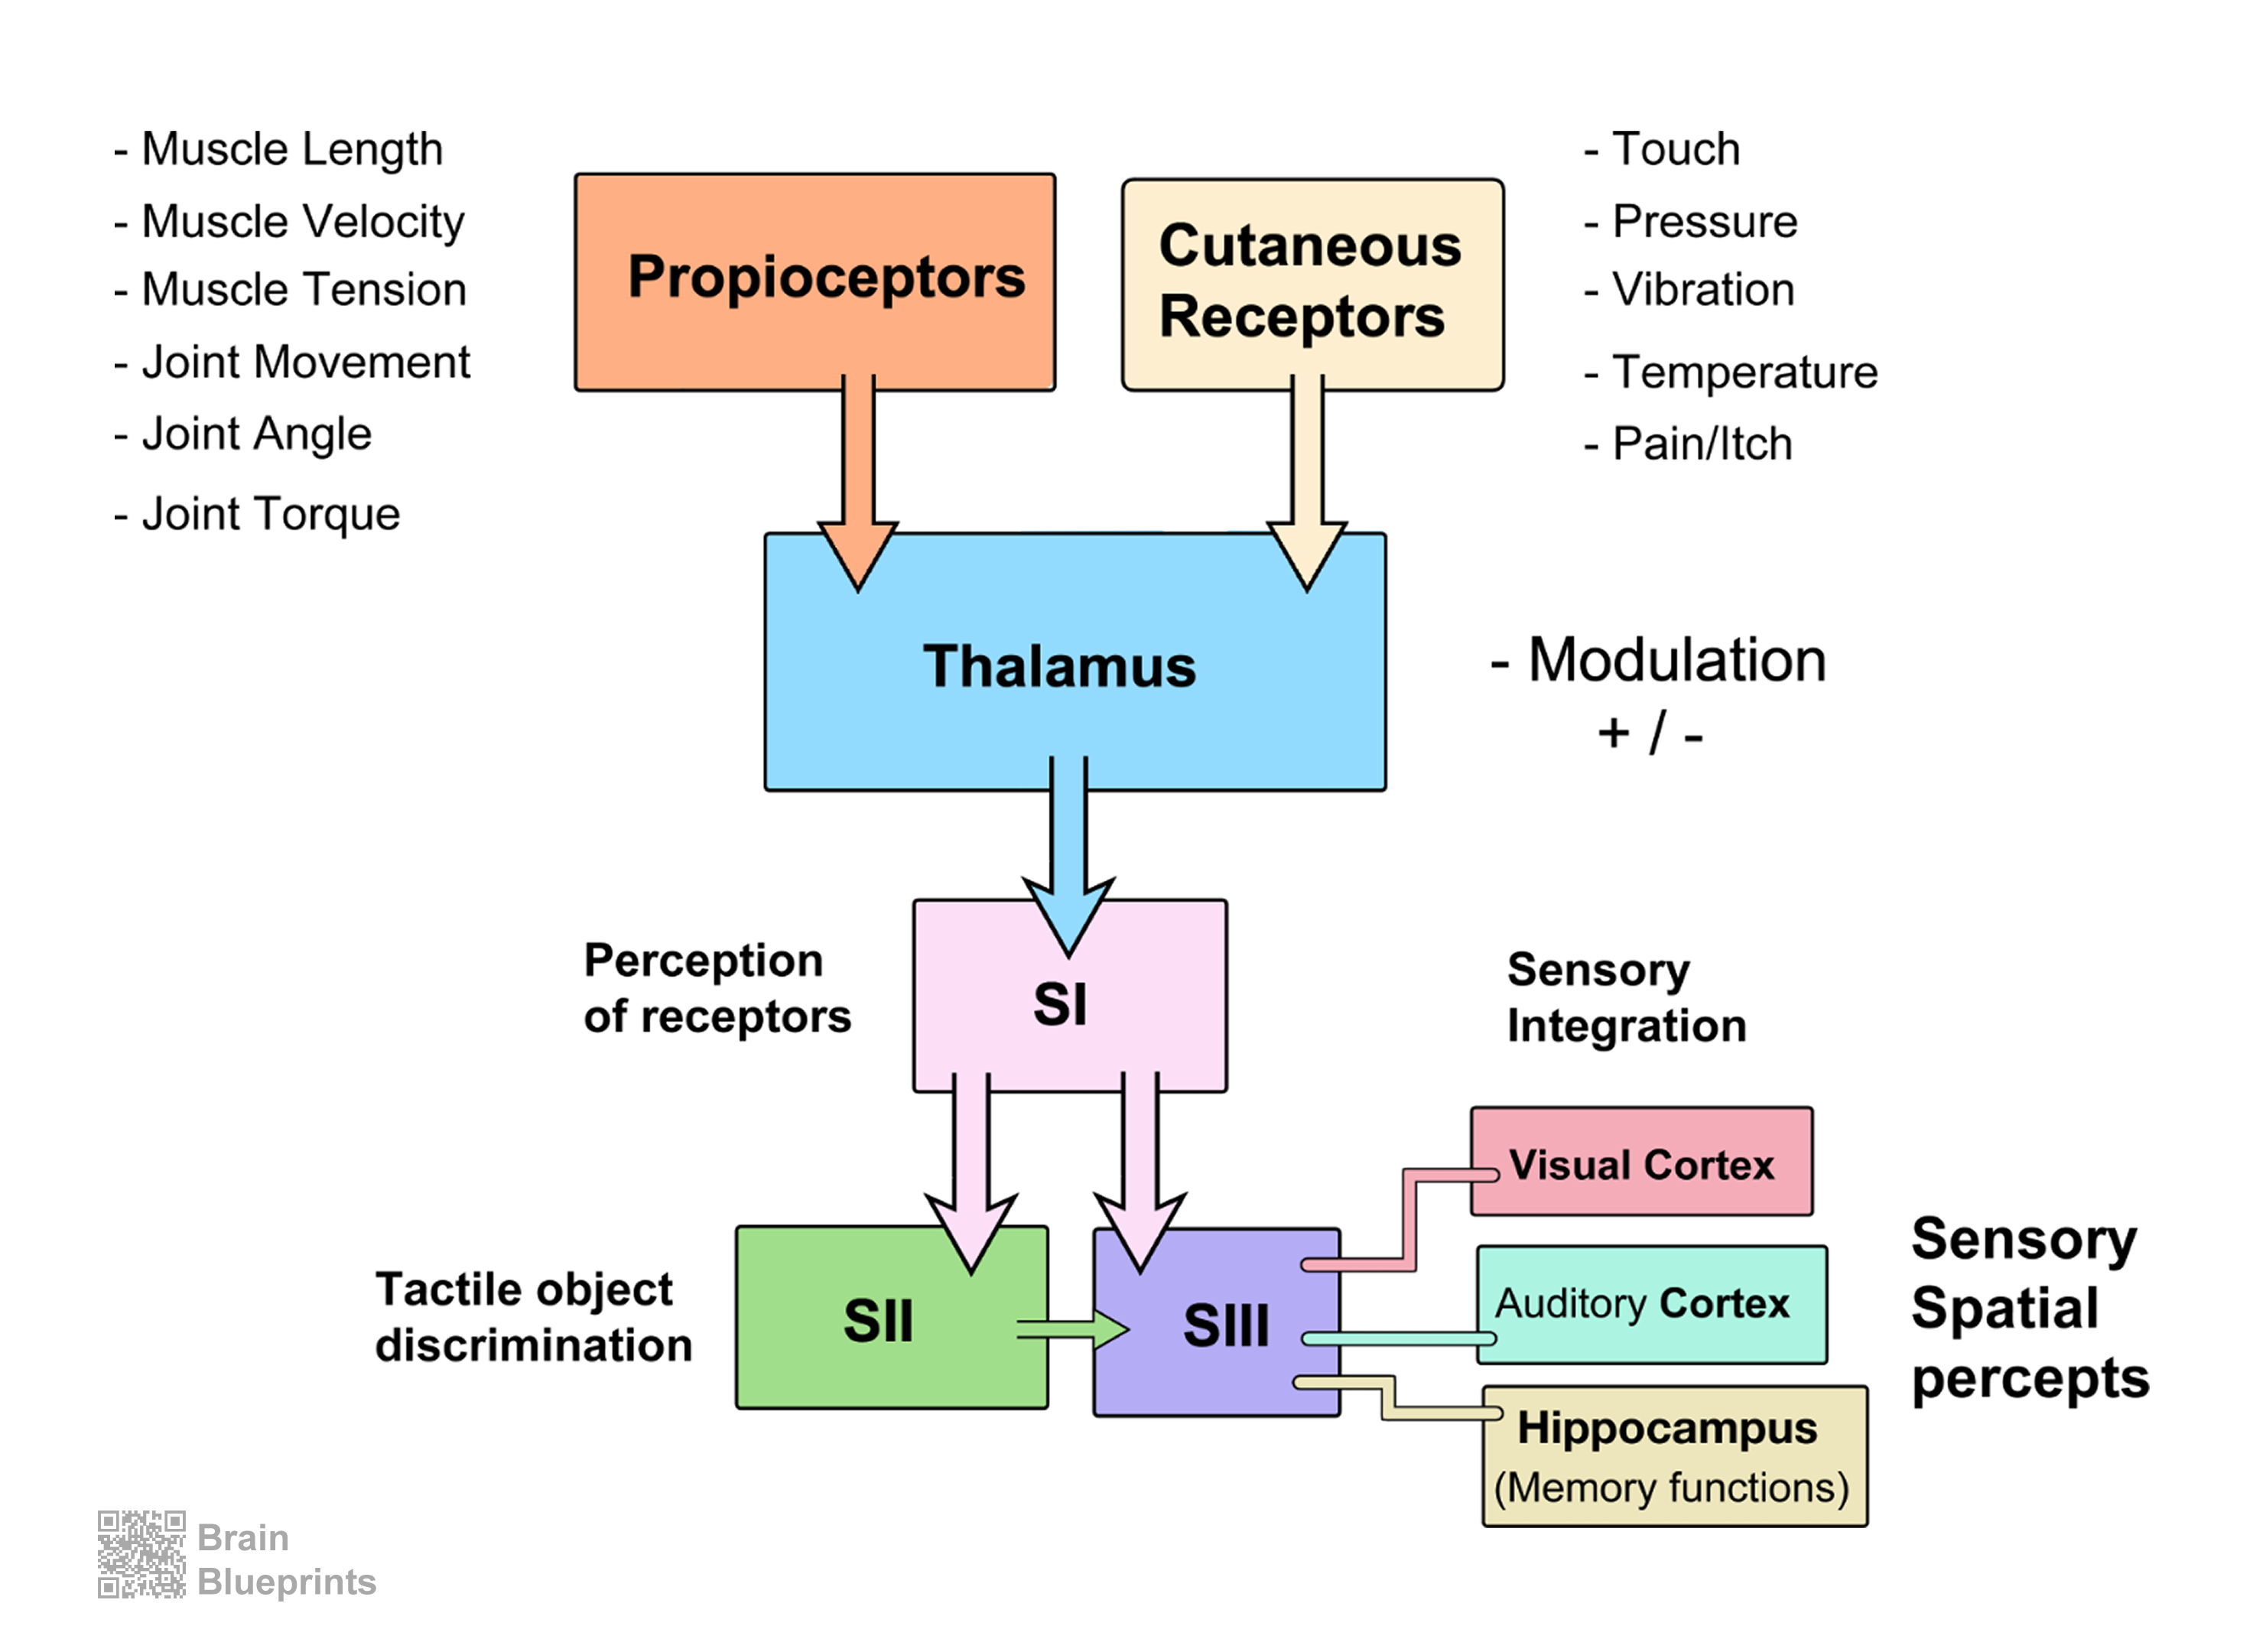 - Muscle Length
- Muscle Velocity
- Muscle Tension
- Joint Movement
- Joint Angle
- Joint Torque
Propioceptors
Cutaneous
Receptors
- Touch
- Pressure
- Vibration
- Temperature
- Pain/Itch
Thalamus
- Modulation
+ / -
Perception
of receptors
SI
Sensory
Integration
Tactile object
discrimination
SII
SIII
Visual Cortex
Auditory Cortex
Hippocampus
(Memory functions)
Sensory
Spatial
percepts
Brain
Blueprints